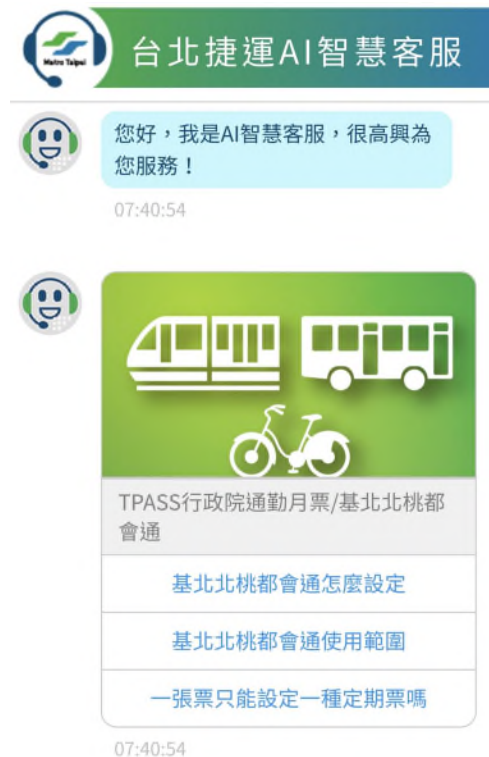 Metro Taipei
台北捷運AI智慧客服
您好，我是AI智慧客服，很高興為
您服務！
07:40:54
TPASS行政院通勤月票/基北北桃都
會通
基北北桃都會通怎麼設定
基北北桃都會通使用範圍
一張票只能設定一種定期票嗎
07:40:54